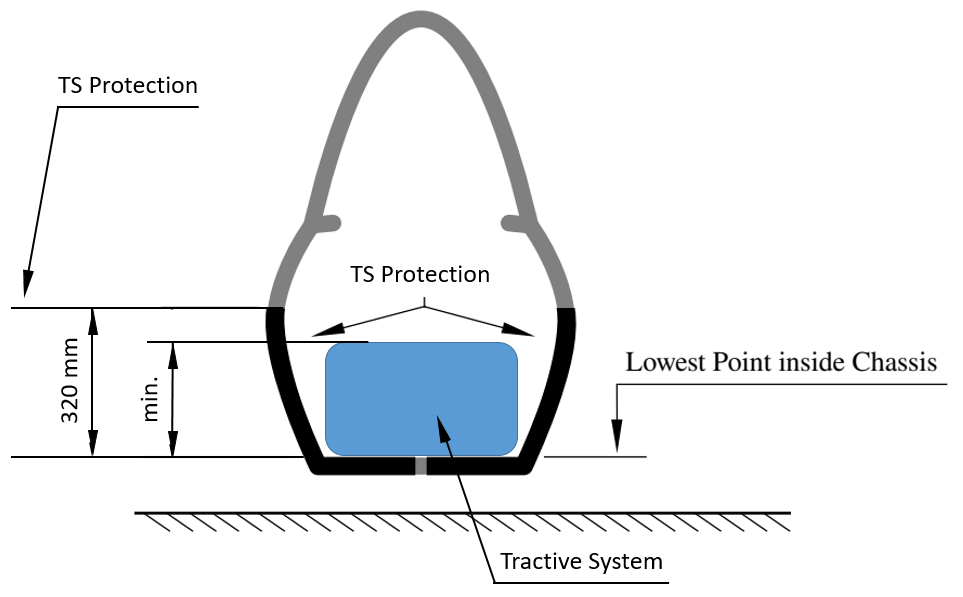 TS Protection
TS Protection
Lowest Point inside Chassis
320 mm
min.
Tractive System